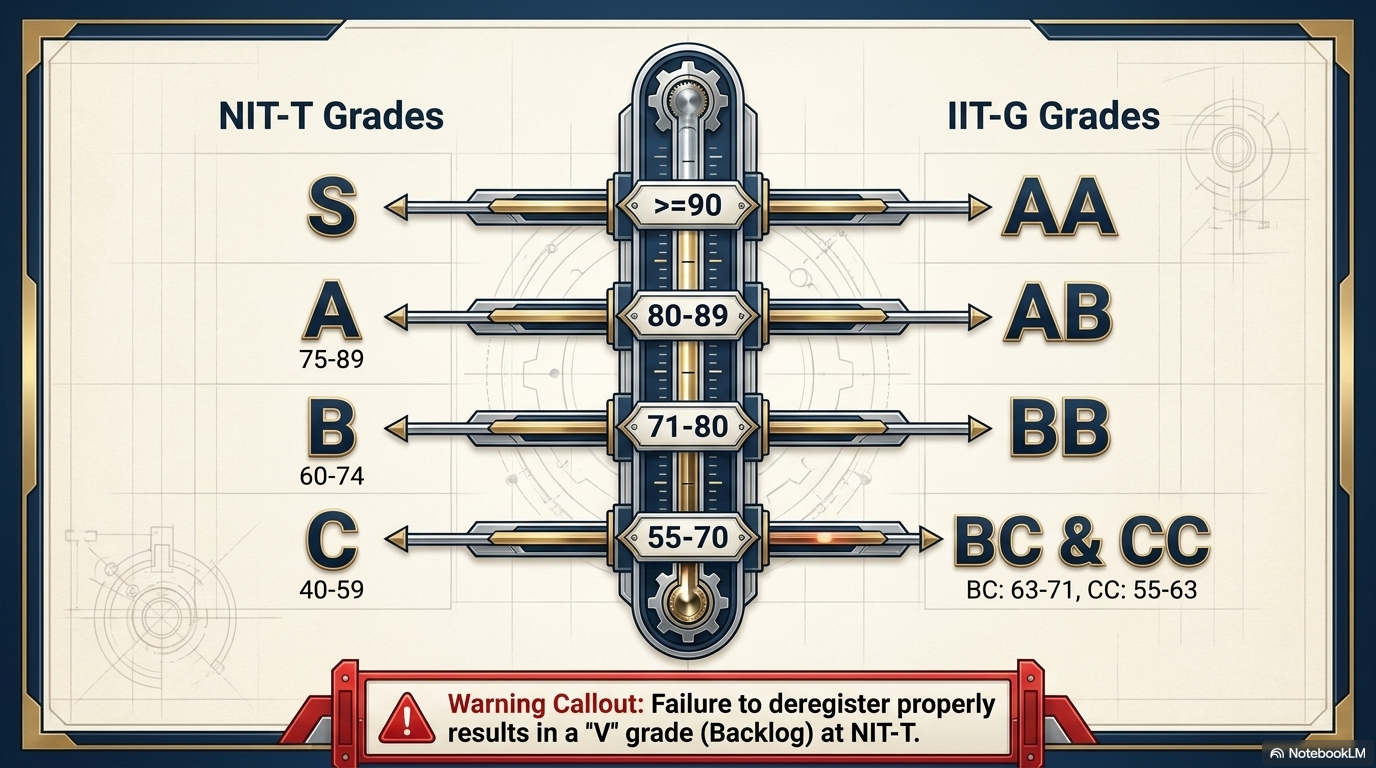 NIT-T Grades
IIT-G Grades
S
>=90
AA
A
75-89
80-89
AB
B
60-74
71-80
BB
C
40-59
55-70
BC & CC
BC: 63-71, CC: 55-63
Warning Callout: Failure to deregister properly
results in a "V" grade (Backlog) at NIT-T.
NotebookLM